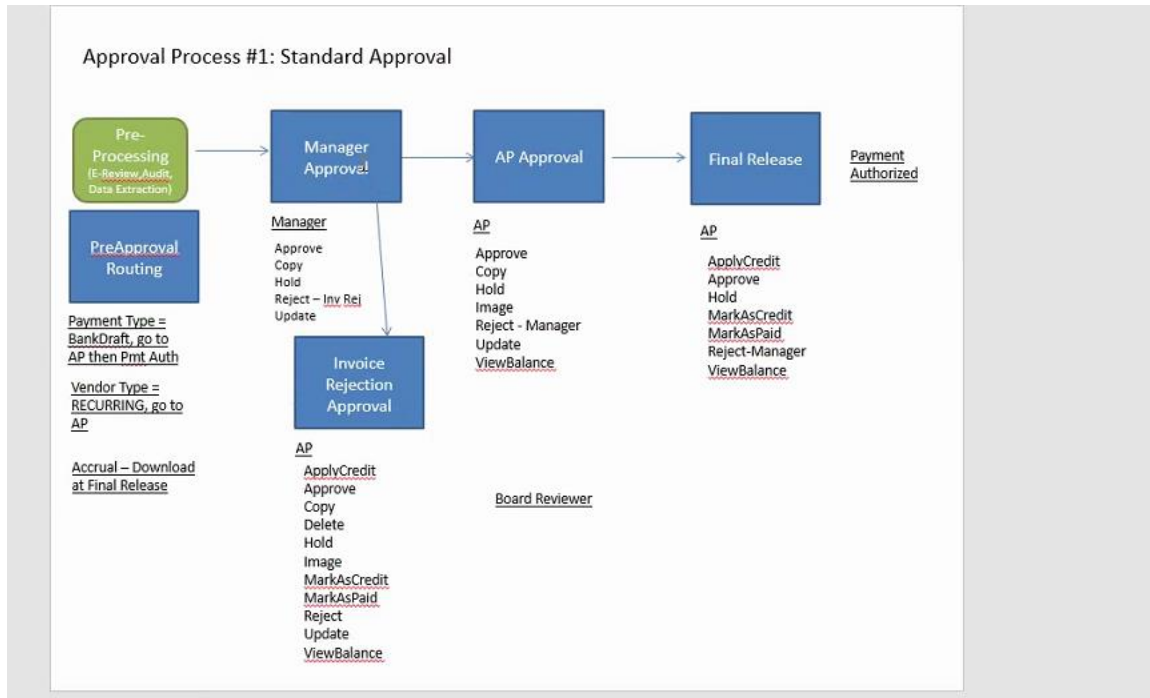 Approval Process #1: Standard Approval
Pre-
Processing
(E-Review,Audit,
Data Extraction)
Manager
Approval
AP Approval
Final Release
Payment
Authorized
PreApproval
Routing
Payment Type =
BankDraft, go to
AP then Pmt Auth
Vendor Type =
RECURRING, go to
AP
Accrual – Download
at Final Release
Manager
Approve
Copy
Hold
Reject – Inv Rej
Update
Invoice
Rejection
Approval
AP
ApplyCredit
Approve
Copy
Delete
Hold
Image
MarkAsCredit
MarkAsPaid
Reject
Update
ViewBalance
AP
Approve
Copy
Hold
Image
Reject - Manager
Update
ViewBalance
Board Reviewer
AP
ApplyCredit
Approve
Hold
MarkAsCredit
MarkAsPaid
Reject-Manager
ViewBalance